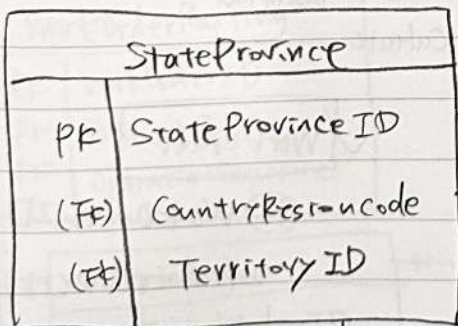 StateProvince
PK StateProvinceID
(FK) CountryRegionCode
(FK) TerritoryID